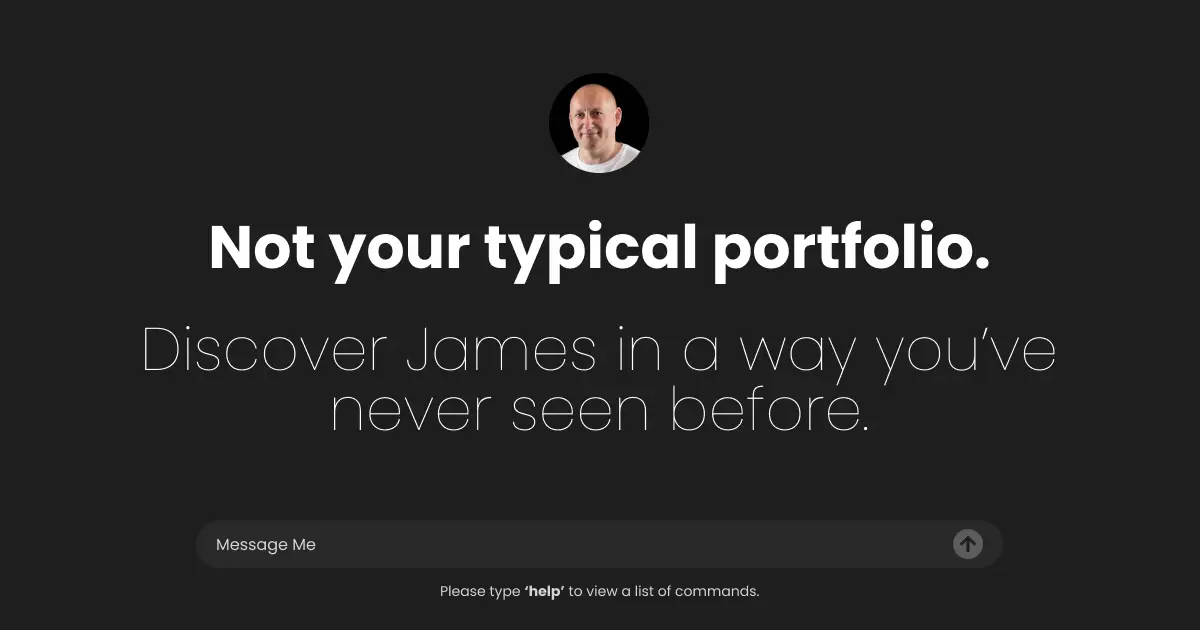 Not your typical portfolio.
Discover James in a way you’ve
never seen before.
Message Me
Please type ‘help’ to view a list of commands.